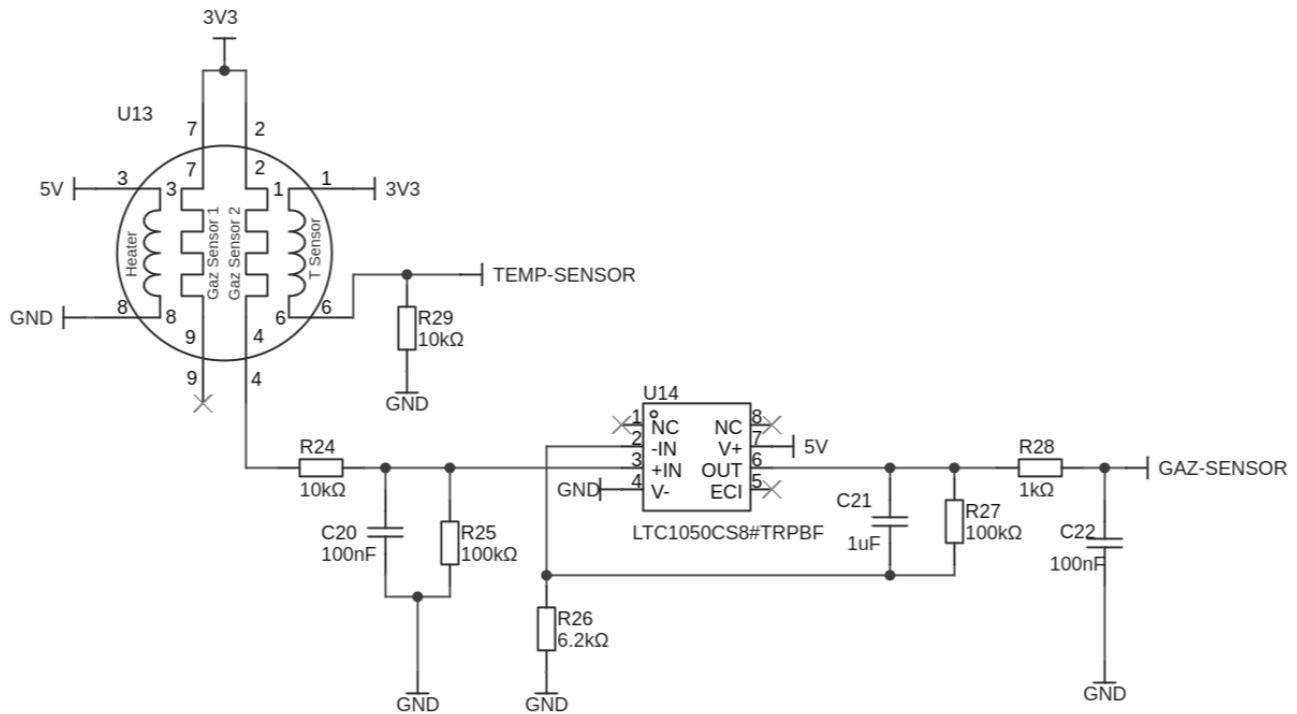 3V3
U13
7
2
7
2
5V
3
3
1
1
3V3
Heater
Gaz Sensor 1
Gaz Sensor 2
T Sensor
TEMP-SENSOR
GND
8
8
6
6
R29
10kΩ
9
4
9
4
GND
U14
1
NC
NC
8
2
-IN
V+
7
5V
3
+IN
OUT
6
GND
4
V-
ECI
5
LTC1050CS8#TRPBF
R24
10kΩ
C20
100nF
R25
100kΩ
GND
R26
6.2kΩ
GND
C21
1uF
R27
100kΩ
R28
1kΩ
GAZ-SENSOR
C22
100nF
GND